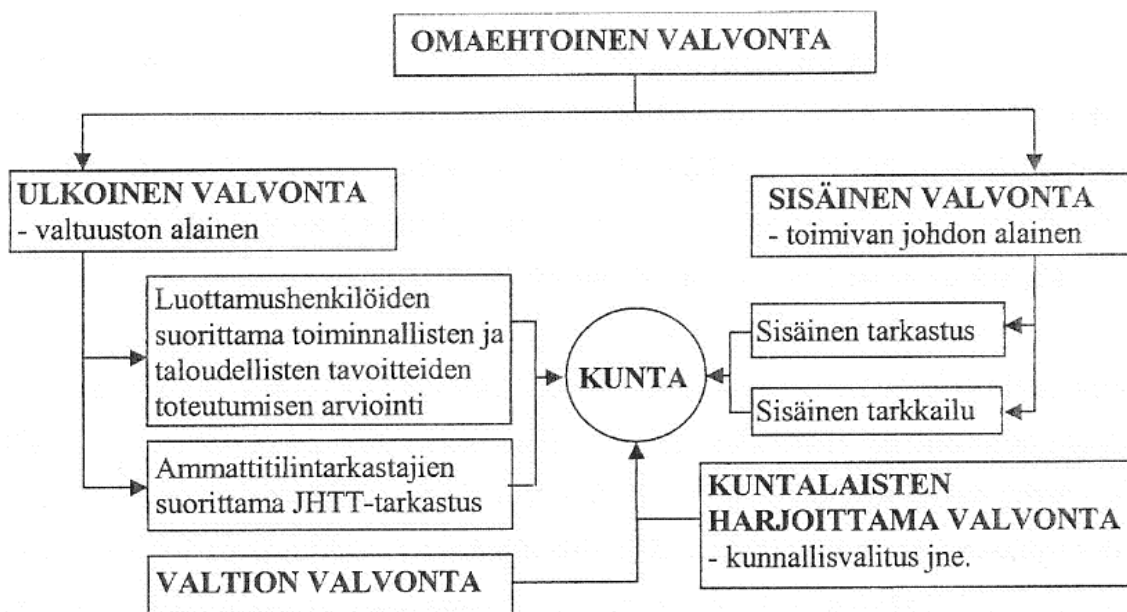 OMAEHTOINEN VALVONTA
ULKOINEN VALVONTA
- valtuuston alainen
SISÄINEN VALVONTA
- toimivan johdon alainen
Luottamushenkilöiden
suorittama toiminnallisten ja
taloudellisten tavoitteiden
toteutumisen arviointi
KUNTA
Sisäinen tarkastus
Sisäinen tarkkailu
Ammattitilintarkastajien
suorittama JHTT-tarkastus
KUNTALAISTEN
HARJOITTAMA VALVONTA
- kunnallisvalitus jne.
VALTION VALVONTA